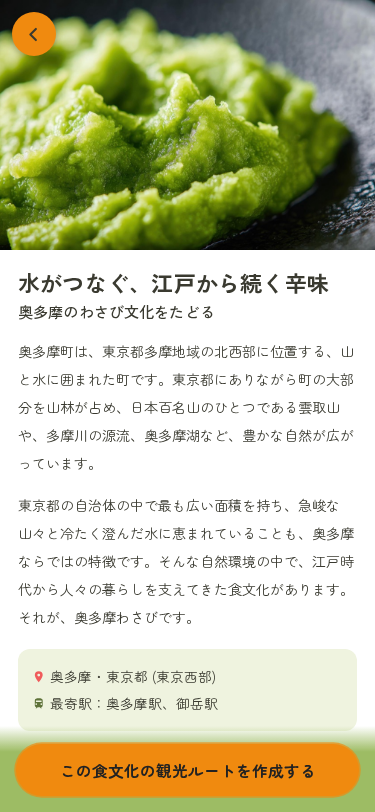 水がつなぐ、江戸から続く辛味
奥多摩のわさび文化をたどる
奥多摩町は、東京都多摩地域の北西部に位置する、山
と水に囲まれた町です。東京都にありながら町の大部
分を山林が占め、日本百名山のひとつである雲取山
や、多摩川の源流、奥多摩湖など、豊かな自然が広が
っています。
東京都の自治体の中で最も広い面積を持ち、急峻な
山々と冷たく澄んだ水に恵まれていることも、奥多摩
ならではの特徴です。そんな自然環境の中で、江戸時
代から人々の暮らしを支えてきた食文化があります。
それが、奥多摩わさびです。
奥多摩・東京都 (東京西部)
最寄駅：奥多摩駅、御岳駅
この食文化の観光ルートを作成する